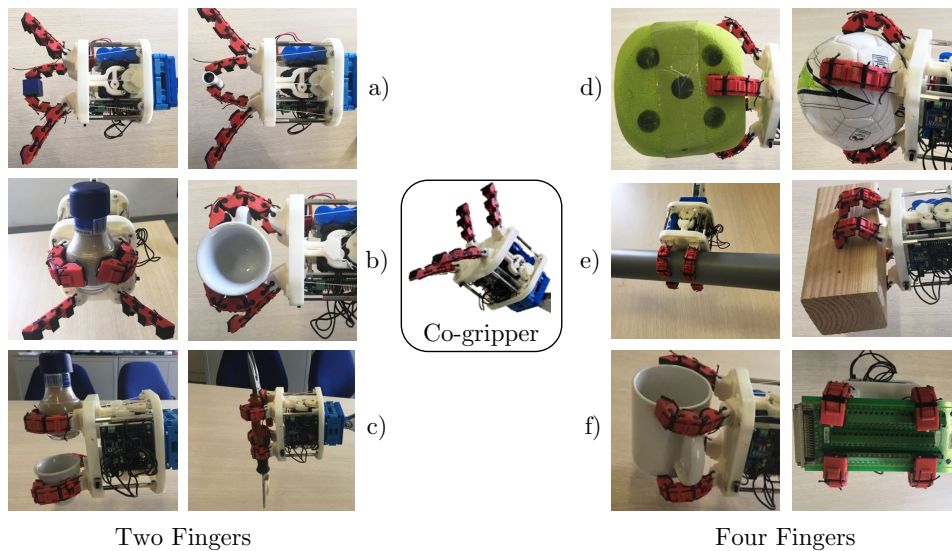 a)
d)
b)
e)
Co-gripper
c)
f)
Two Fingers
Four Fingers